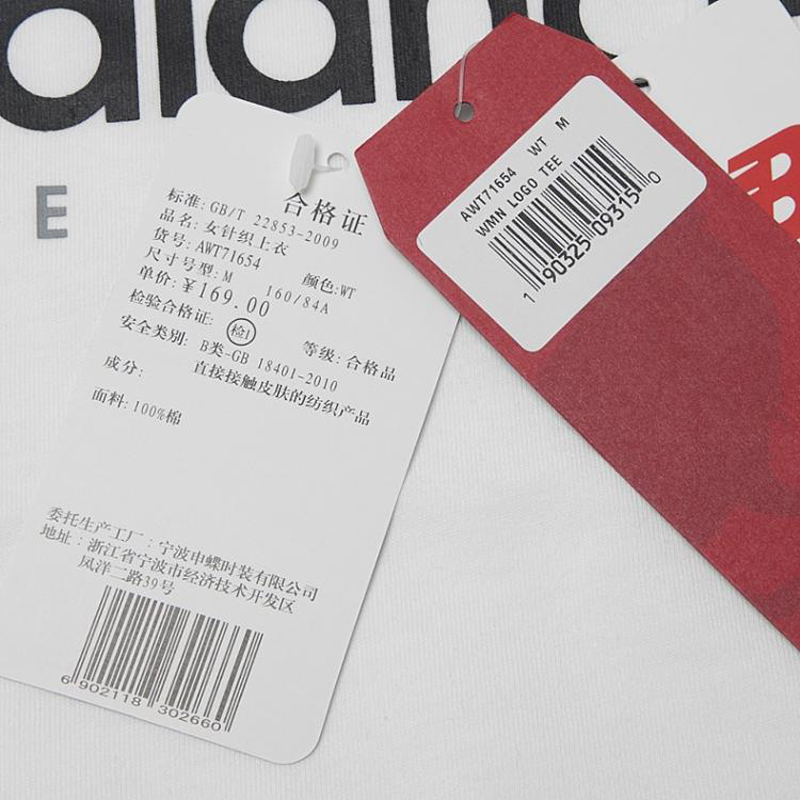 balance
E
合格证
标准: GB/T 22853-2009
品名: 女针织上衣
货号: AWT71654
尺寸号型: M 160/84A 颜色: WT
单价: ¥169.00
检验合格证: 检1 等级: 合格品
安全类别: B类-GB 18401-2010
直接接触皮肤的纺织产品
成分:
面料: 100%棉
委托生产工厂: 宁波申蝶时装有限公司
地址: 浙江省宁波市经济技术开发区
凤洋二路39号
6 902118 302660
AWT71654 WT M
WMN LOGO TEE
1 90325 09315 0
NB